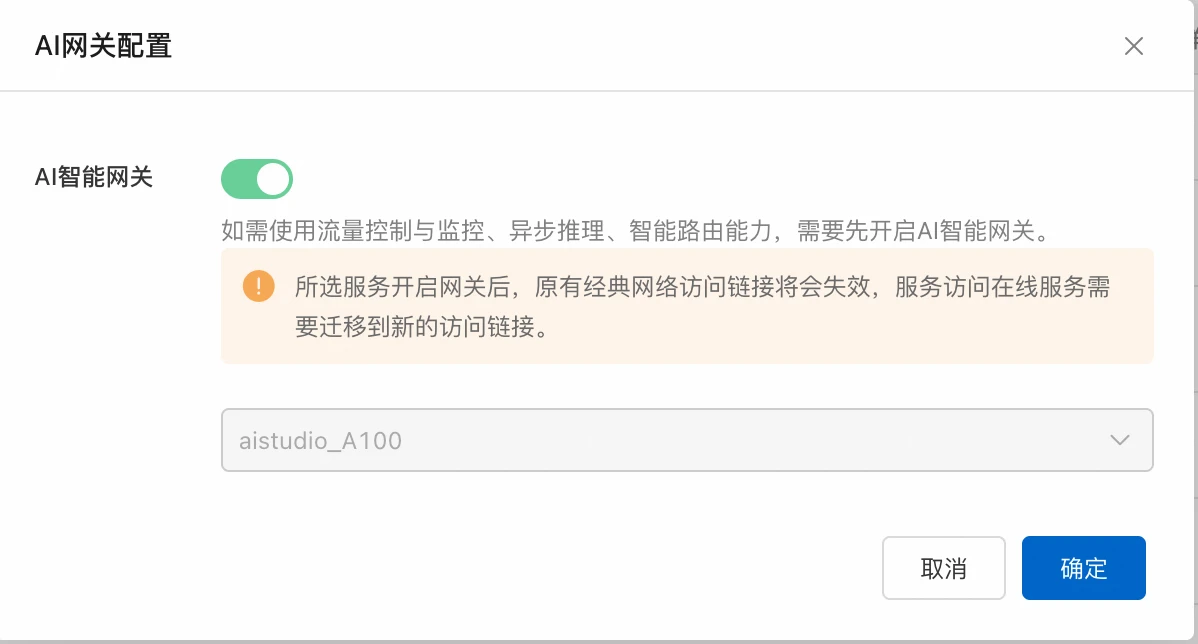 AI网关配置
AI智能网关
如需使用流量控制与监控、异步推理、智能路由能力，需要先开启AI智能网关。
所选服务开启网关后，原有经典网络访问链接将会失效，服务访问在线服务需
要迁移到新的访问链接。
aistudio_A100
取消
确定